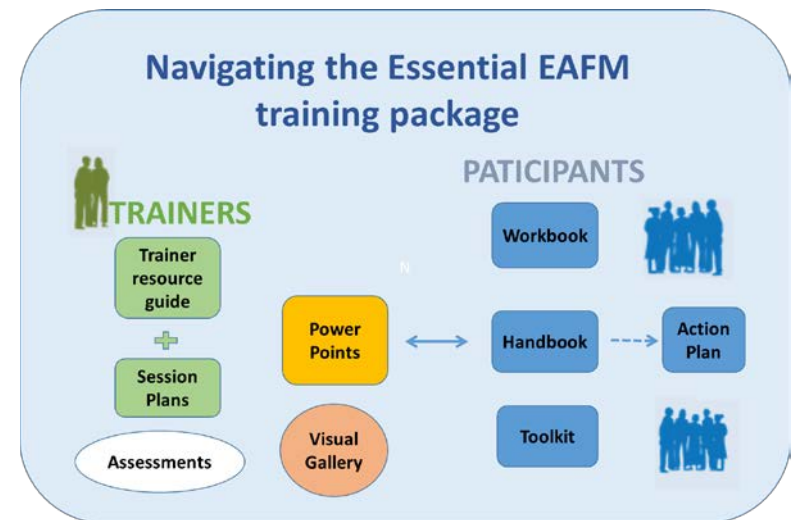 Navigating the Essential EAFM
training package
PATICIPANTS
TRAINERS
Workbook
Trainer
resource
guide
N
Power
Points
Handbook
Action
Plan
Session
Plans
Assessments
Visual
Gallery
Toolkit